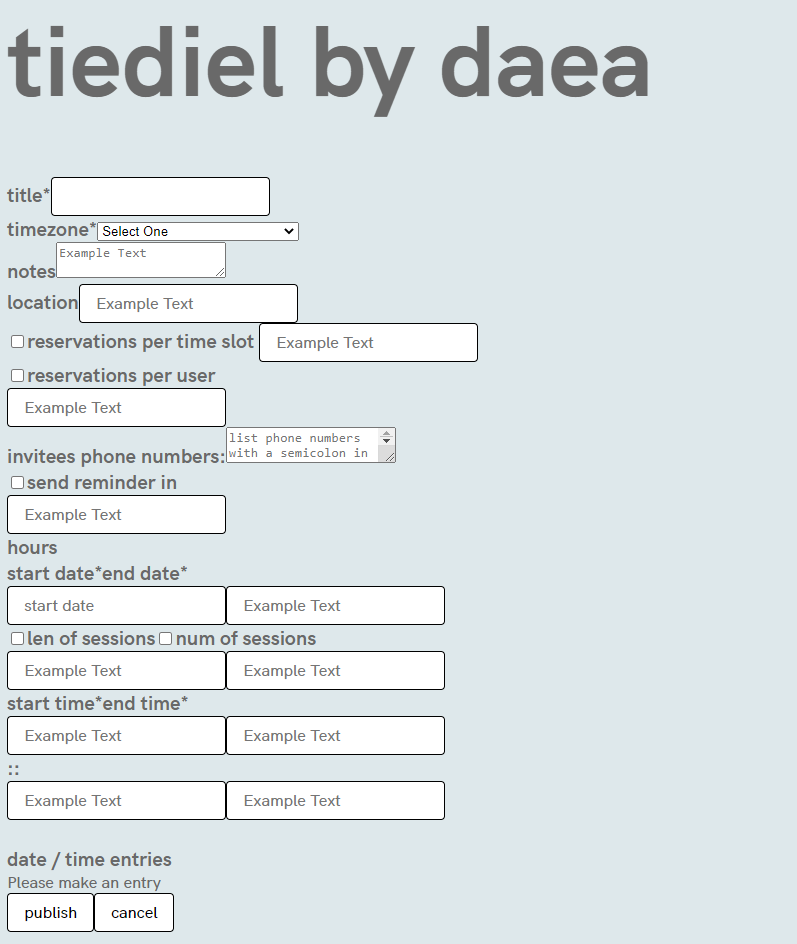 tiediel by daea
title*
timezone* Select One
notes Example Text
location Example Text
reservations per time slot Example Text
reservations per user
Example Text
invitees phone numbers: list phone numbers
with a semicolon in
send reminder in
Example Text
hours
start date*end date*
start date Example Text
len of sessions num of sessions
Example Text Example Text
start time*end time*
Example Text Example Text
::
Example Text Example Text
date / time entries
Please make an entry
publish cancel